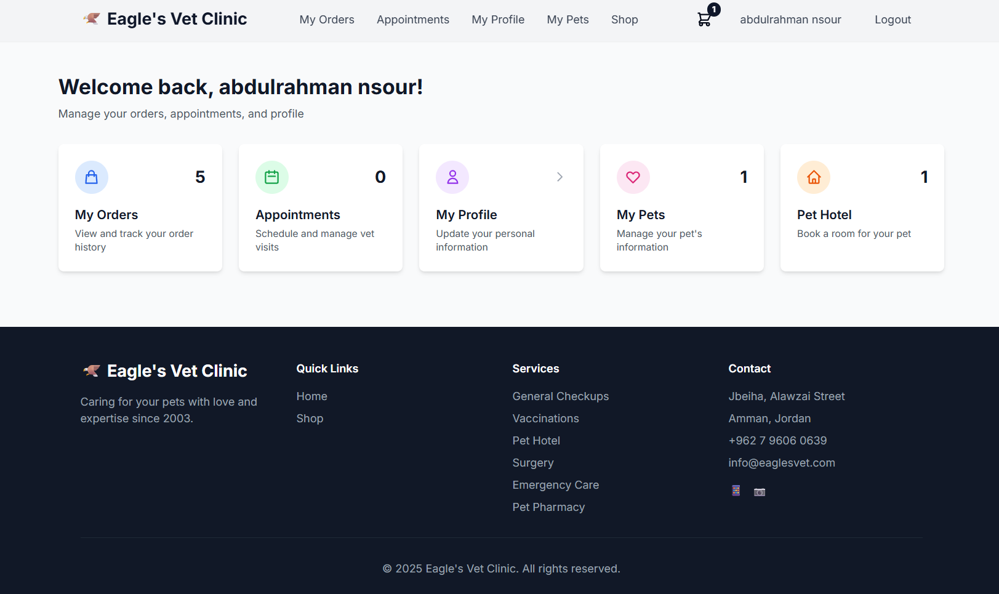 Eagle's Vet Clinic
My Orders
Appointments
My Profile
My Pets
Shop
1
abdulrahman nsour
Logout
Welcome back, abdulrahman nsour!
Manage your orders, appointments, and profile
5
My Orders
View and track your order
history
0
Appointments
Schedule and manage vet
visits
My Profile
Update your personal
information
1
My Pets
Manage your pet's
information
1
Pet Hotel
Book a room for your pet
Eagle's Vet Clinic
Caring for your pets with love and
expertise since 2003.
Quick Links
Home
Shop
Services
General Checkups
Vaccinations
Pet Hotel
Surgery
Emergency Care
Pet Pharmacy
Contact
Jbeiha, Alawzai Street
Amman, Jordan
+962 7 9606 0639
info@eaglesvet.com
© 2025 Eagle's Vet Clinic. All rights reserved.